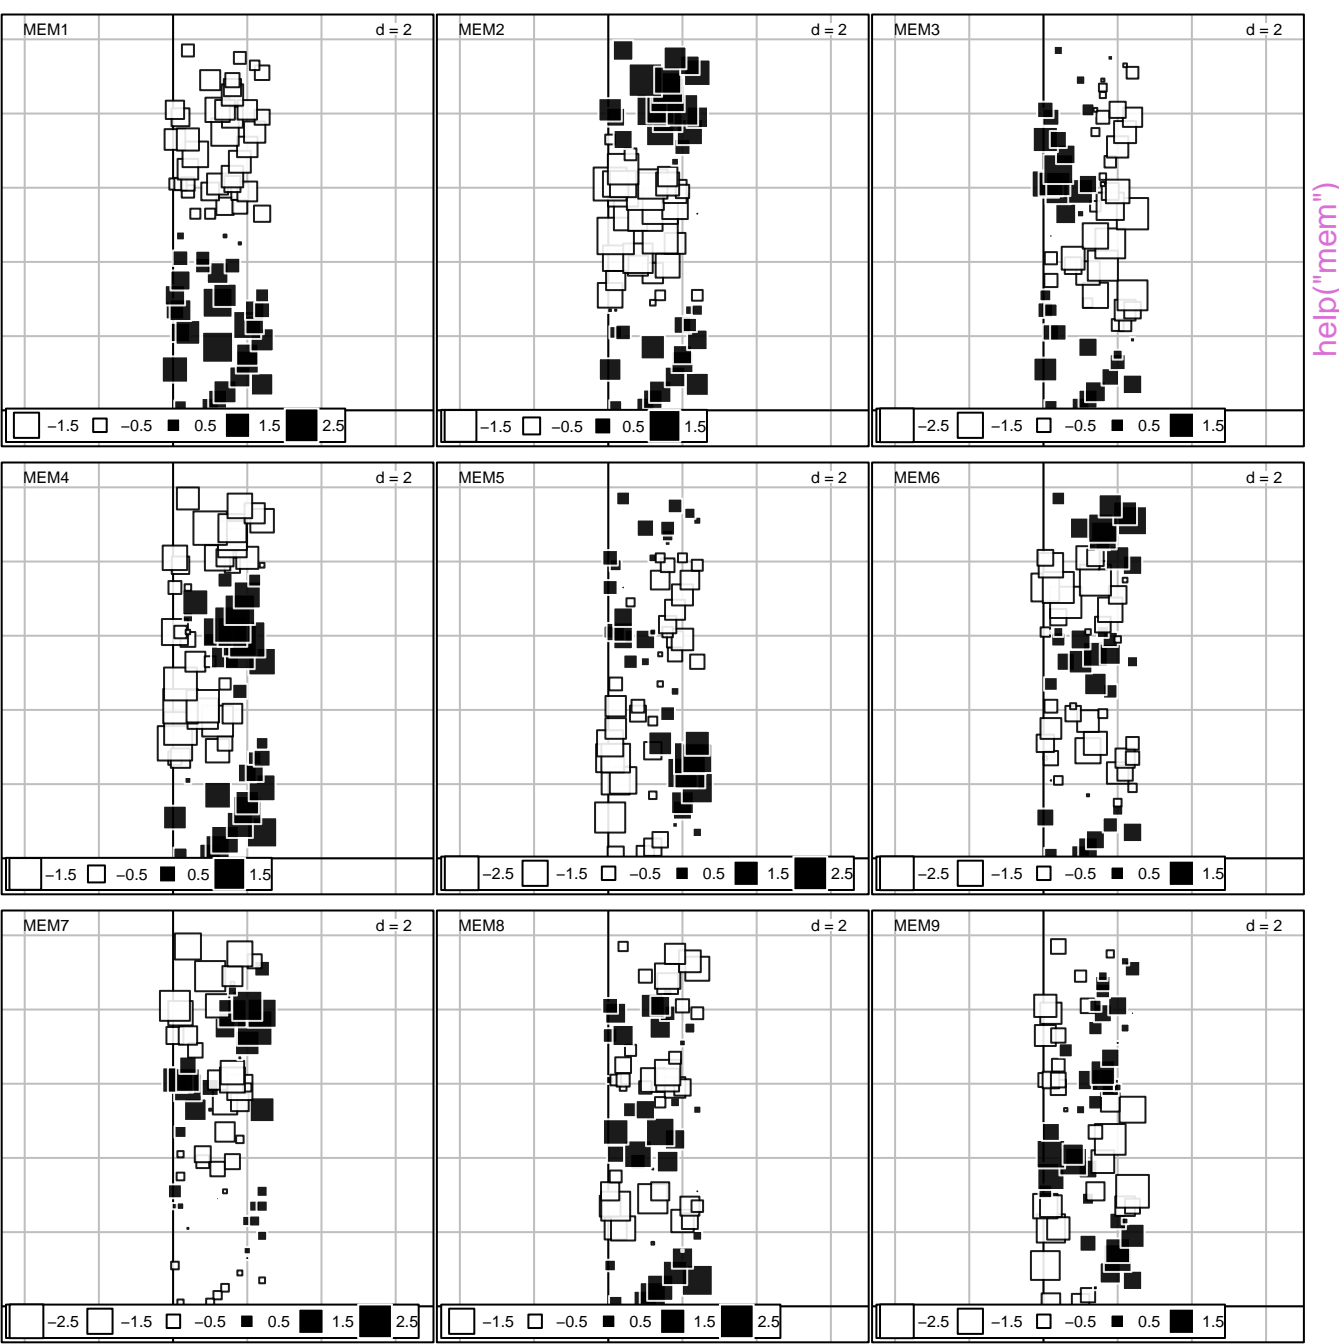 MEM1 d = 2
−1.5 −0.5 0.5 1.5 2.5
MEM2 d = 2
−1.5 −0.5 0.5 1.5
MEM3 d = 2
−2.5 −1.5 −0.5 0.5 1.5
help("mem")
MEM4 d = 2
−1.5 −0.5 0.5 1.5
MEM5 d = 2
−2.5 −1.5 −0.5 0.5 1.5 2.5
MEM6 d = 2
−2.5 −1.5 −0.5 0.5 1.5
MEM7 d = 2
−2.5 −1.5 −0.5 0.5 1.5 2.5
MEM8 d = 2
−1.5 −0.5 0.5 1.5 2.5
MEM9 d = 2
−2.5 −1.5 −0.5 0.5 1.5